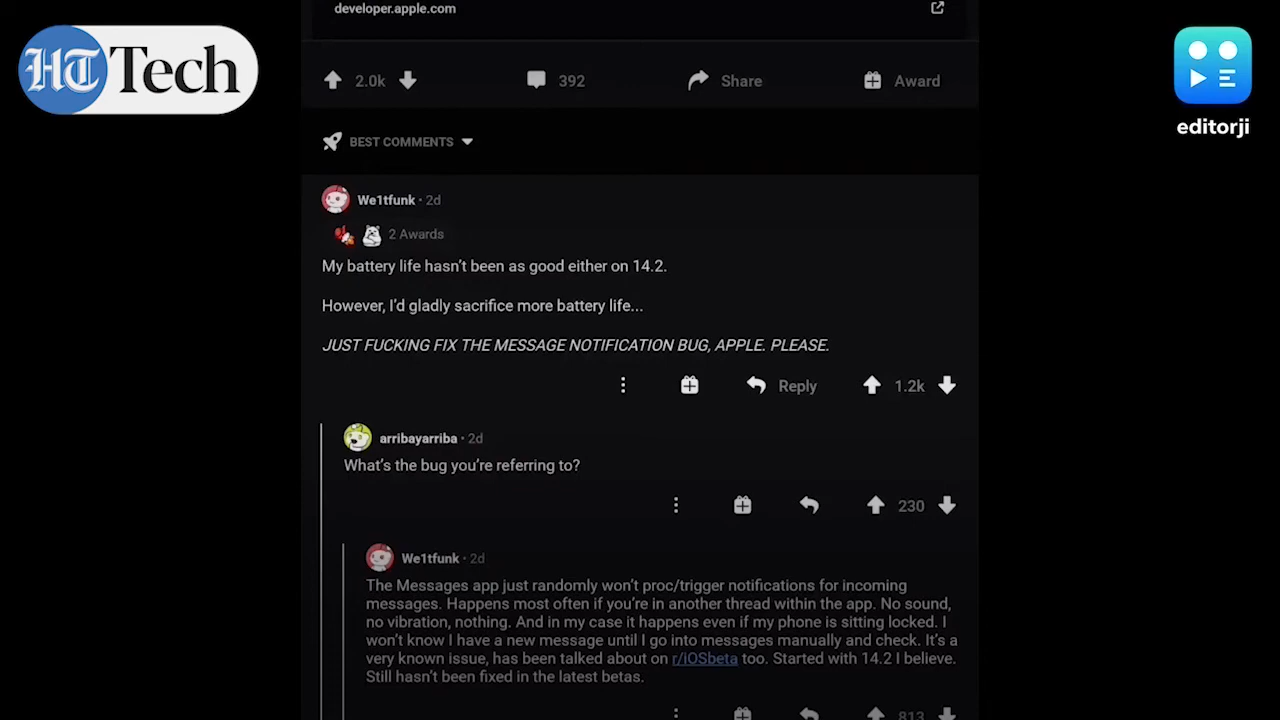 developer.apple.com
HT Tech
editorji
2.0k
392
Share
Award
BEST COMMENTS
We1tfunk · 2d
2 Awards
My battery life hasn't been as good either on 14.2.
However, I'd gladly sacrifice more battery life...
JUST FUCKING FIX THE MESSAGE NOTIFICATION BUG, APPLE. PLEASE.
Reply
1.2k
arribayarriba · 2d
What's the bug you're referring to?
230
We1tfunk · 2d
The Messages app just randomly won't proc/trigger notifications for incoming
messages. Happens most often if you're in another thread within the app. No sound,
no vibration, nothing. And in my case it happens even if my phone is sitting locked. I
won't know I have a new message until I go into messages manually and check. It's a
very known issue, has been talked about on r/iOSbeta too. Started with 14.2 I believe.
Still hasn't been fixed in the latest betas.
813